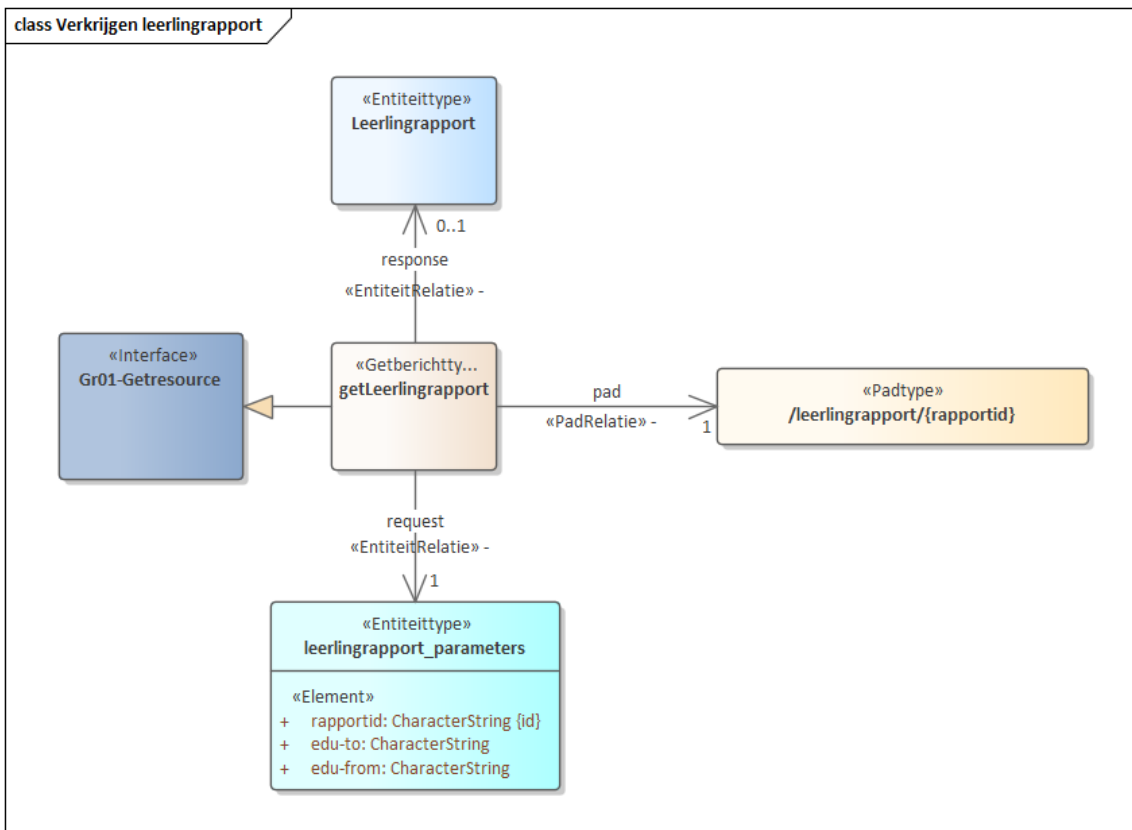 class Verkrijgen leerlingrapport
«Entiteittype»
Leerlingrapport
0..1
response
«EntiteitRelatie» -
«Interface»
Gr01-Getresource
«Getberichtty...
getLeerlingrapport
pad
«PadRelatie» -
1
«Padtype»
/leerlingrapport/{rapportid}
request
«EntiteitRelatie» -
1
«Entiteittype»
leerlingrapport_parameters
«Element»
+ rapportid: CharacterString {id}
+ edu-to: CharacterString
+ edu-from: CharacterString